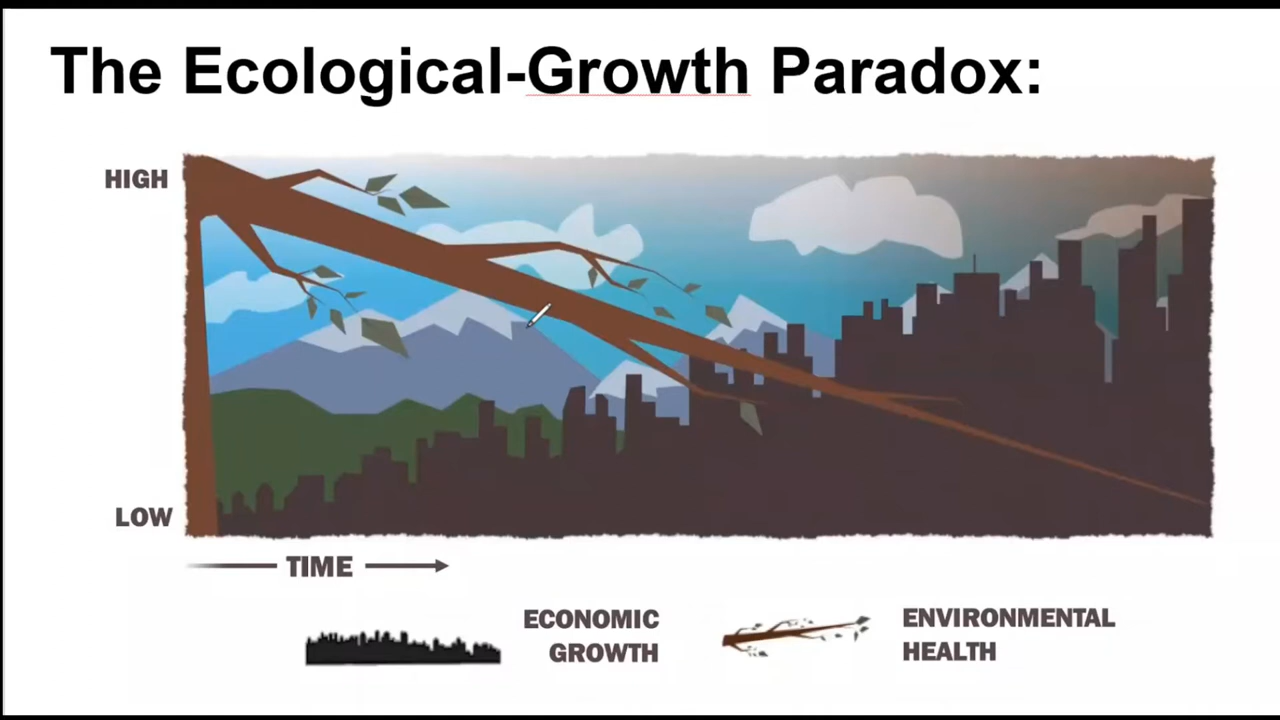 The Ecological-Growth Paradox:
HIGH
LOW
TIME
ECONOMIC
GROWTH
ENVIRONMENTAL
HEALTH